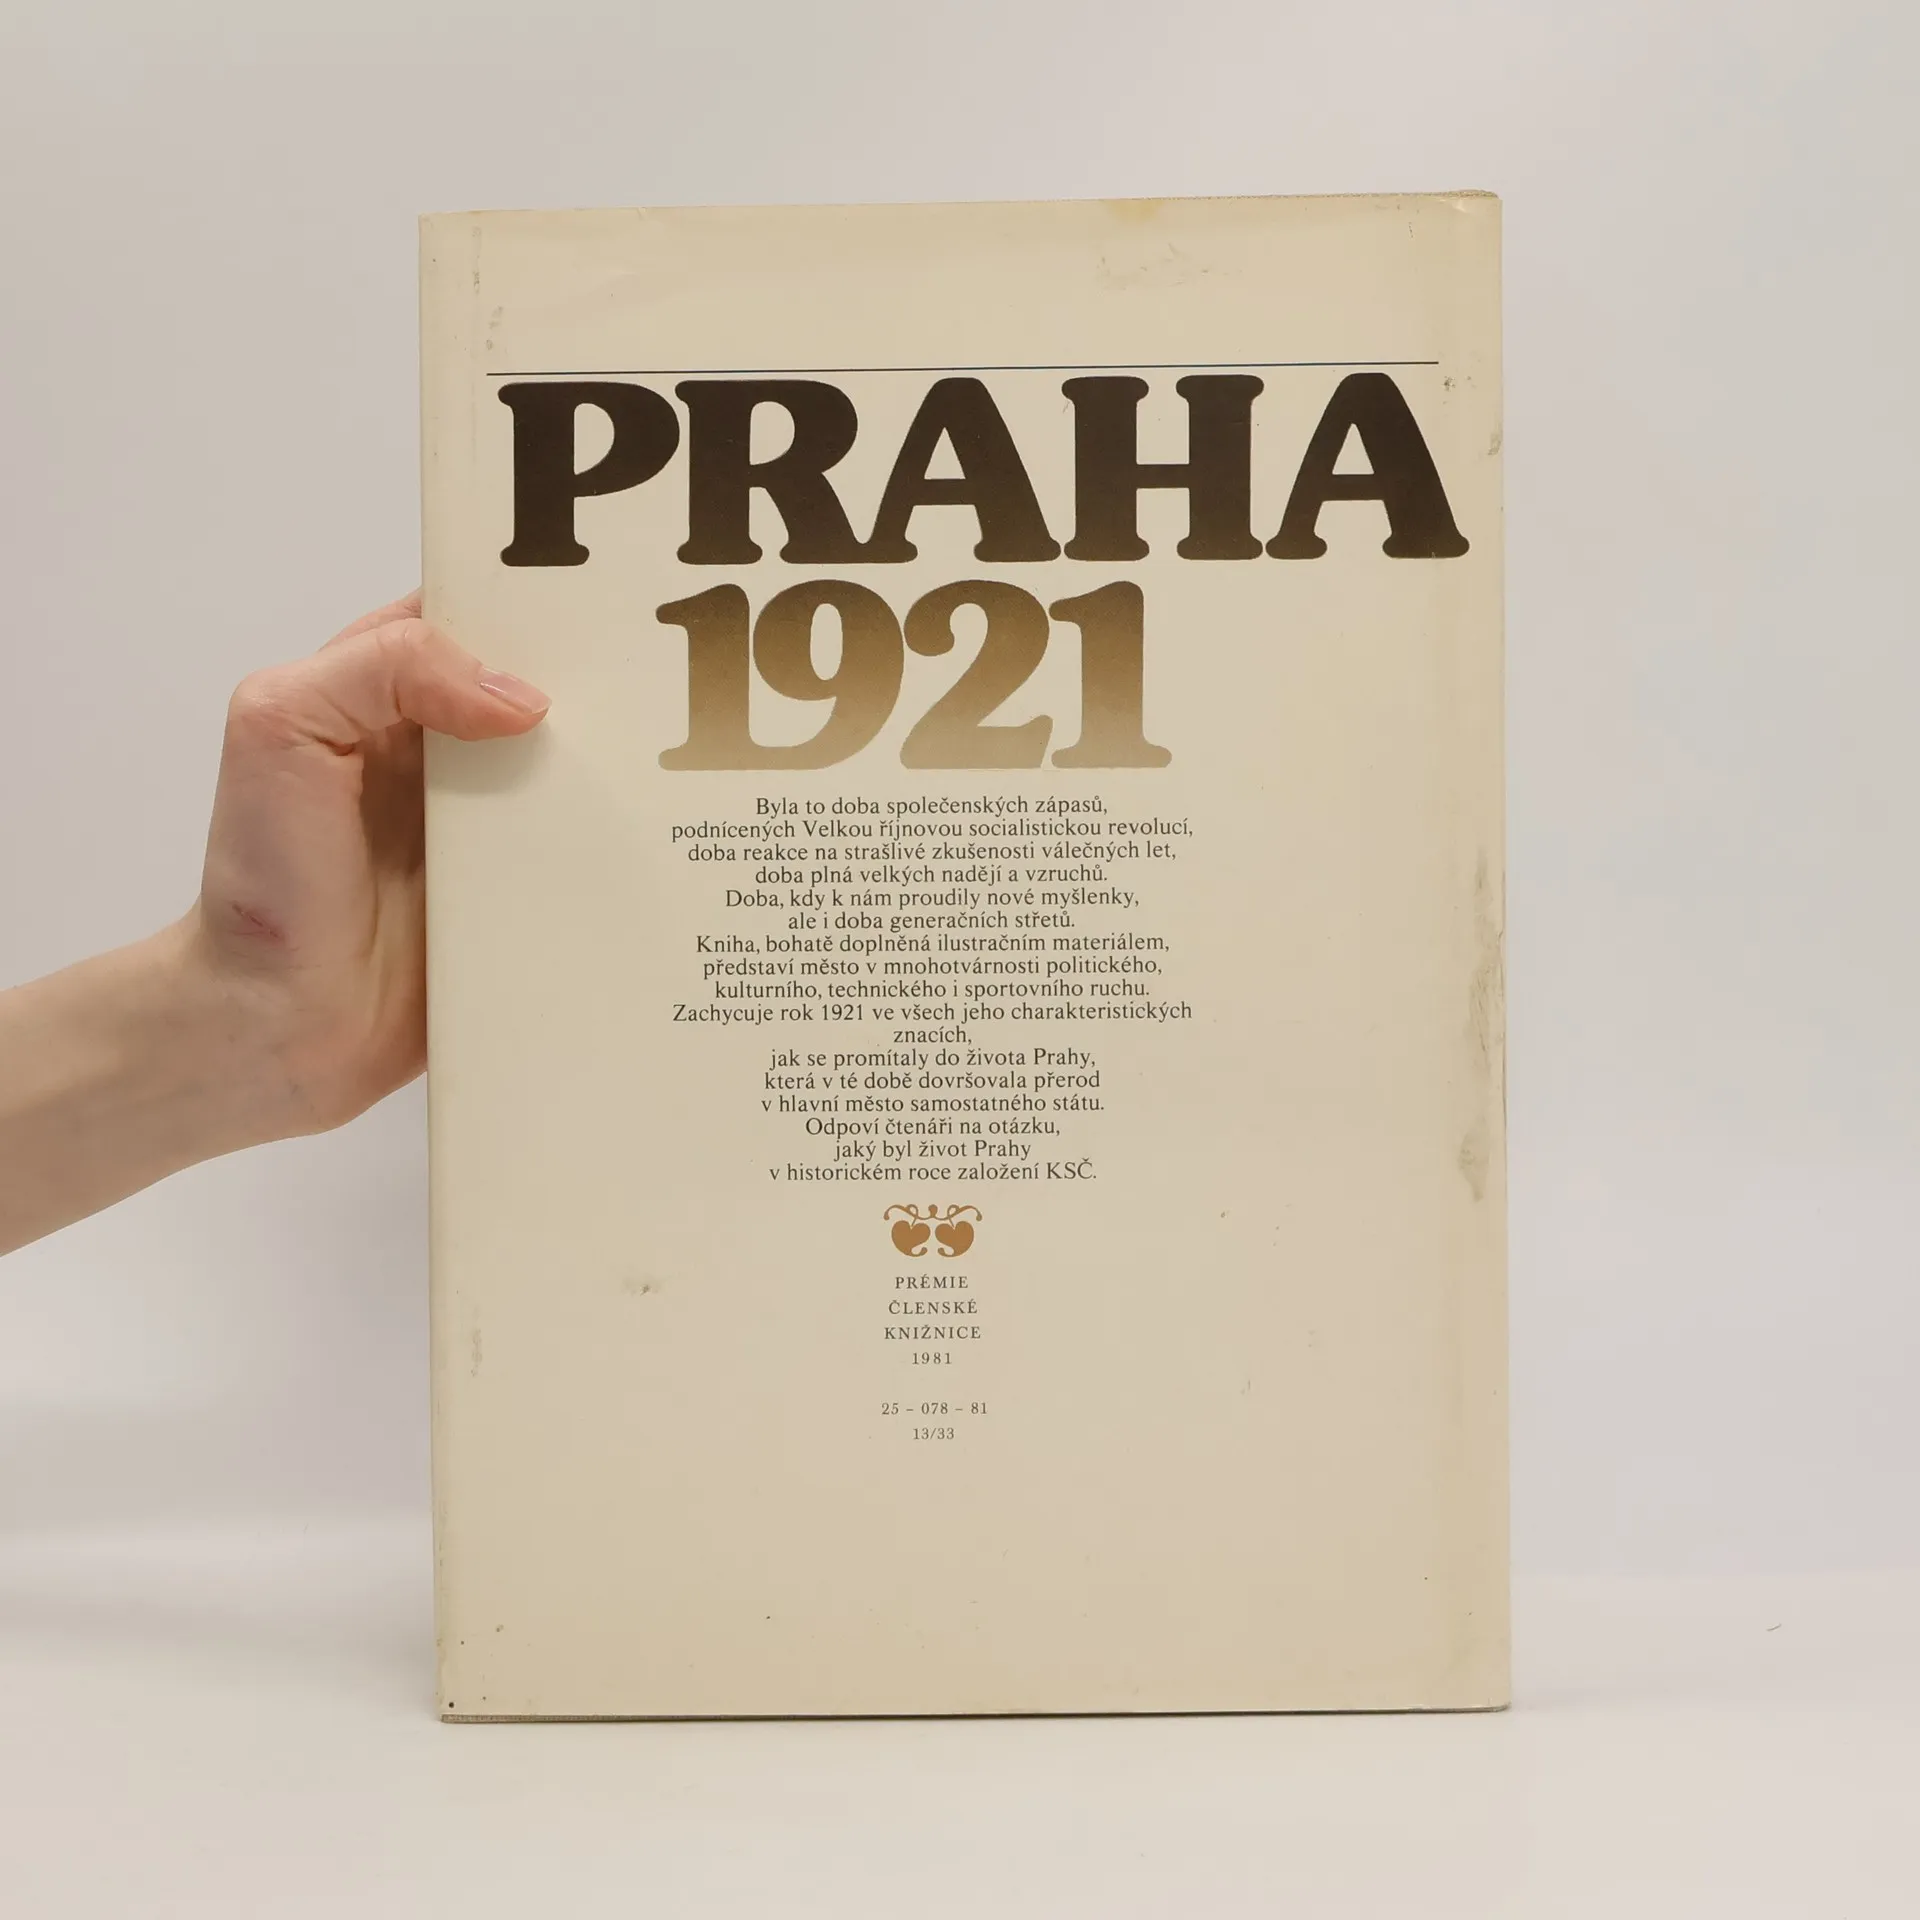 PRAHA
1921
Byla to doba společenských zápasů,
podnícených Velkou říjnovou socialistickou revolucí,
doba reakce na strašlivé zkušenosti válečných let,
doba plná velkých nadějí a vzruchů.
Doba, kdy k nám proudily nové myšlenky,
ale i doba generačních střetů.
Kniha, bohatě doplněná ilustračním materiálem,
představí město v mnohotvárnosti politického,
kulturního, technického i sportovního ruchu.
Zachycuje rok 1921 ve všech jeho charakteristických
znacích,
jak se promítaly do života Prahy,
která v té době dovršovala přerod
v hlavní město samostatného státu.
Odpoví čtenáři na otázku,
jaký byl život Prahy
v historickém roce založení KSČ.
PRÉMIE
ČLENSKÉ
KNIŽNICE
1981
25 – 078 – 81
13/33